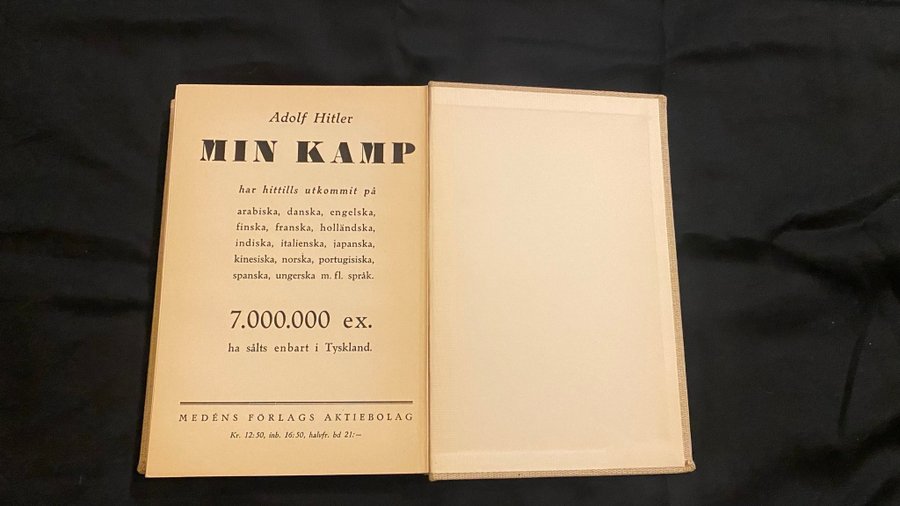 Adolf Hitler
MIN KAMP
har hittills utkommit på
arabiska, danska, engelska,
finska, franska, holländska,
indiska, italienska, japanska,
kinesiska, norska, portugisiska,
spanska, ungerska m. fl. språk.
7.000.000 ex.
ha sålts enbart i Tyskland.
MEDÉNS FÖRLAGS AKTIEBOLAG
Kr. 12:50, inb. 16:50, halvfr. bd 21:—